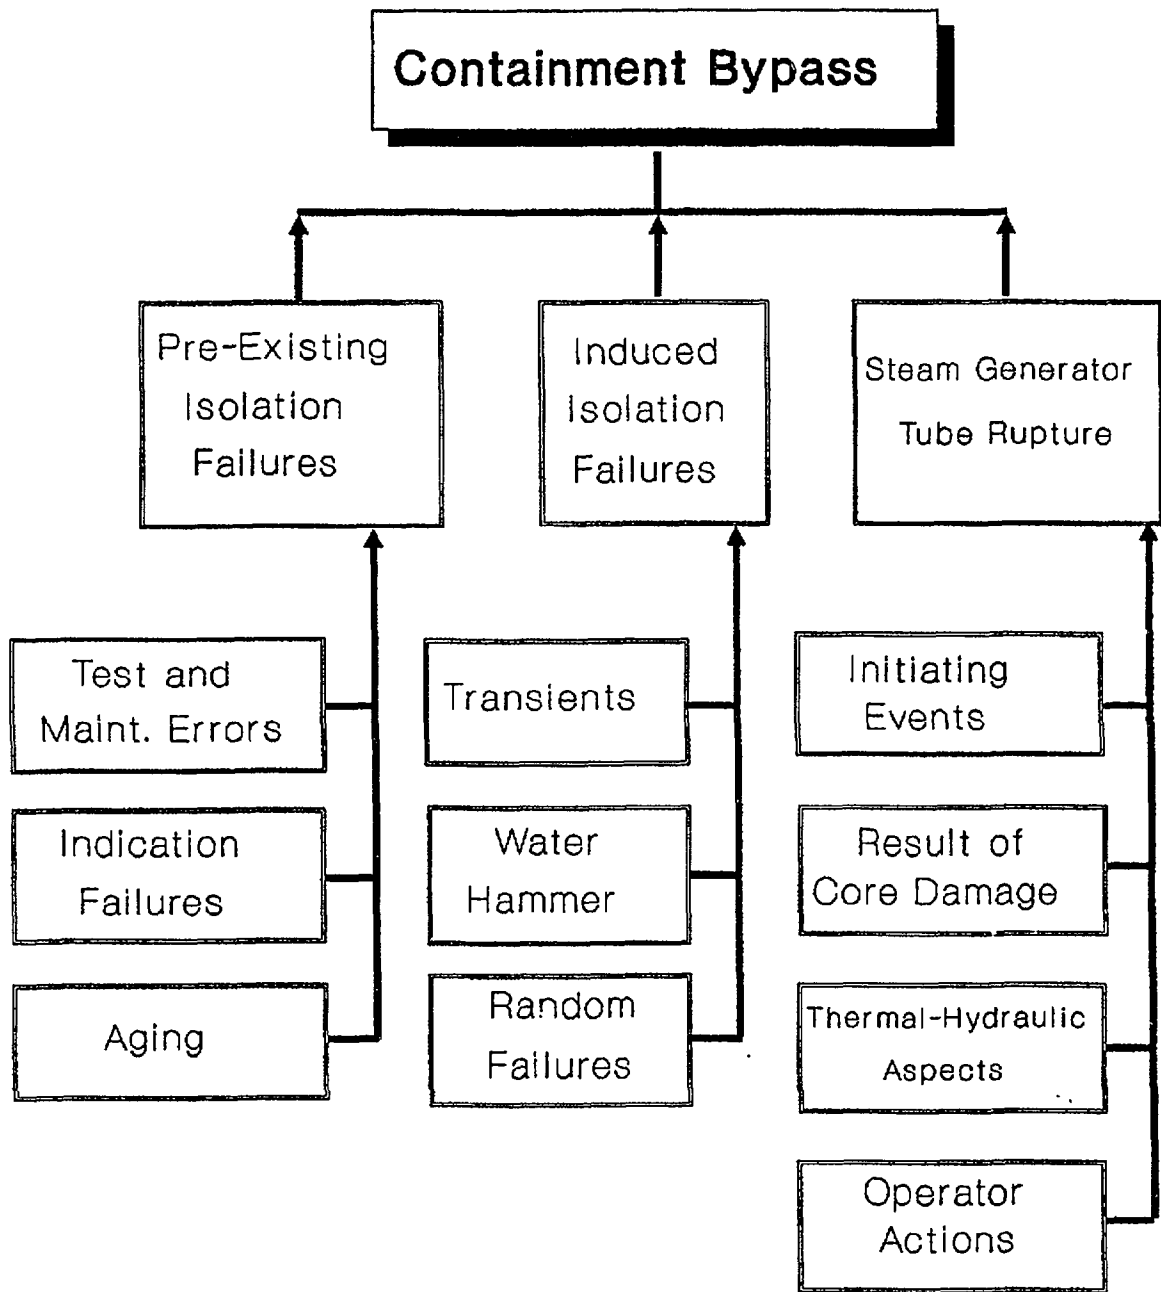 Containment Bypass
Pre-Existing
Isolation
Failures
Induced
Isolation
Failures
Steam Generator
Tube Rupture
Test and
Maint. Errors
Indication
Failures
Aging
Transients
Water
Hammer
Random
Failures
Initiating
Events
Result of
Core Damage
Thermal-Hydraulic
Aspects
Operator
Actions